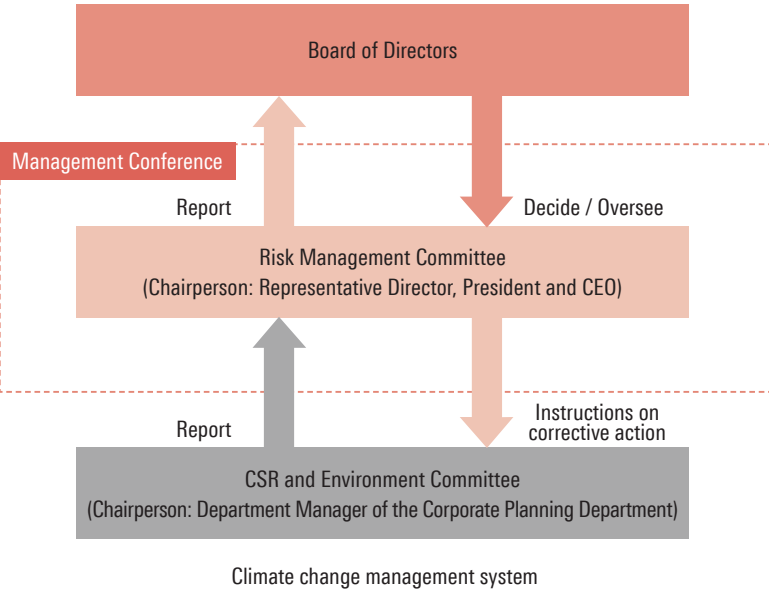 Board of Directors
Management Conference
Report
Decide / Oversee
Risk Management Committee
(Chairperson: Representative Director, President and CEO)
Report
Instructions on
corrective action
CSR and Environment Committee
(Chairperson: Department Manager of the Corporate Planning Department)
Climate change management system